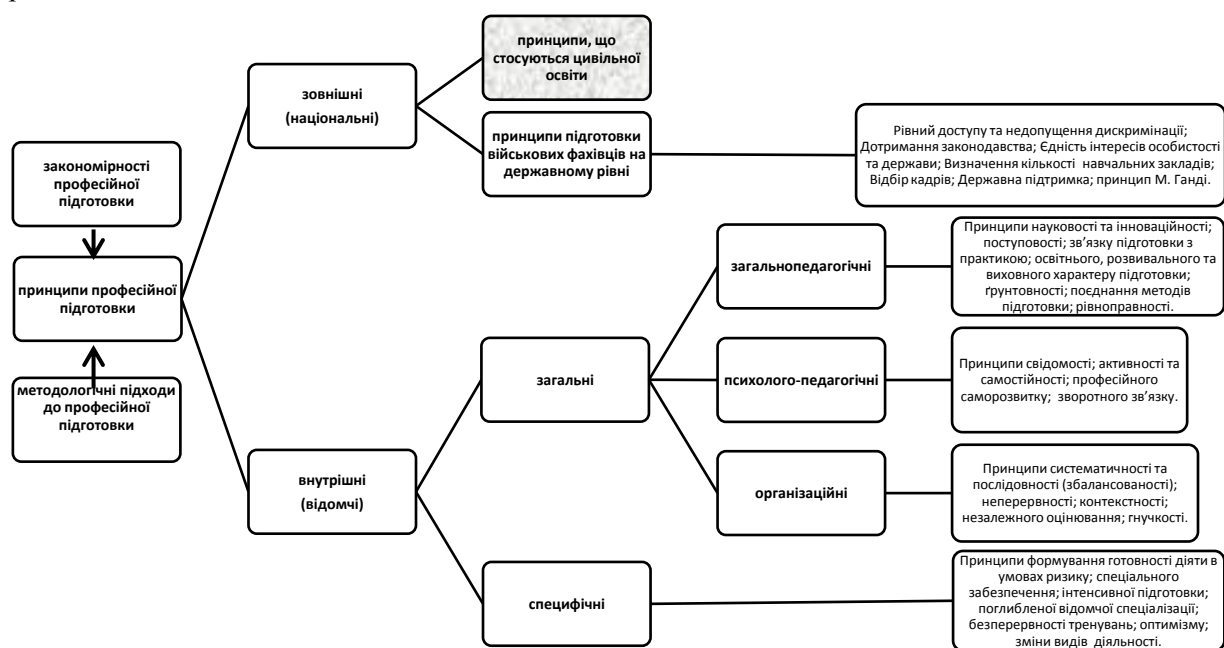 закономірності
професійної
підготовки
принципи професійної
підготовки
методологічні підходи
до професійної
підготовки
зовнішні
(національні)
принципи, що
стосуються цивільної
освіти
принципи підготовки
військових фахівців на
державному рівні
Рівний доступу та недопущення дискримінації;
Дотримання законодавства; Єдність інтересів особистості
та держави; Визначення кількості навчальних закладів;
Відбір кадрів; Державна підтримка; принцип М. Ганді.
внутрішні
(відомчі)
загальні
загальнопедагогічні
Принципи науковості та інноваційності;
поступовості; зв’язку підготовки з
практикою; освітнього, розвивального та
виховного характеру підготовки;
ґрунтовності; поєднання методів
підготовки; рівноправності.
психолого-педагогічні
Принципи свідомості; активності та
самостійності; професійного
саморозвитку; зворотного зв’язку.
організаційні
Принципи систематичності та
послідовності (збалансованості);
неперервності; контекстності;
незалежного оцінювання; гнучкості.
специфічні
Принципи формування готовності діяти в
умовах ризику; спеціального
забезпечення; інтенсивної підготовки;
поглибленої відомчої спеціалізації;
безперервності тренувань; оптимізму;
зміни видів діяльності.